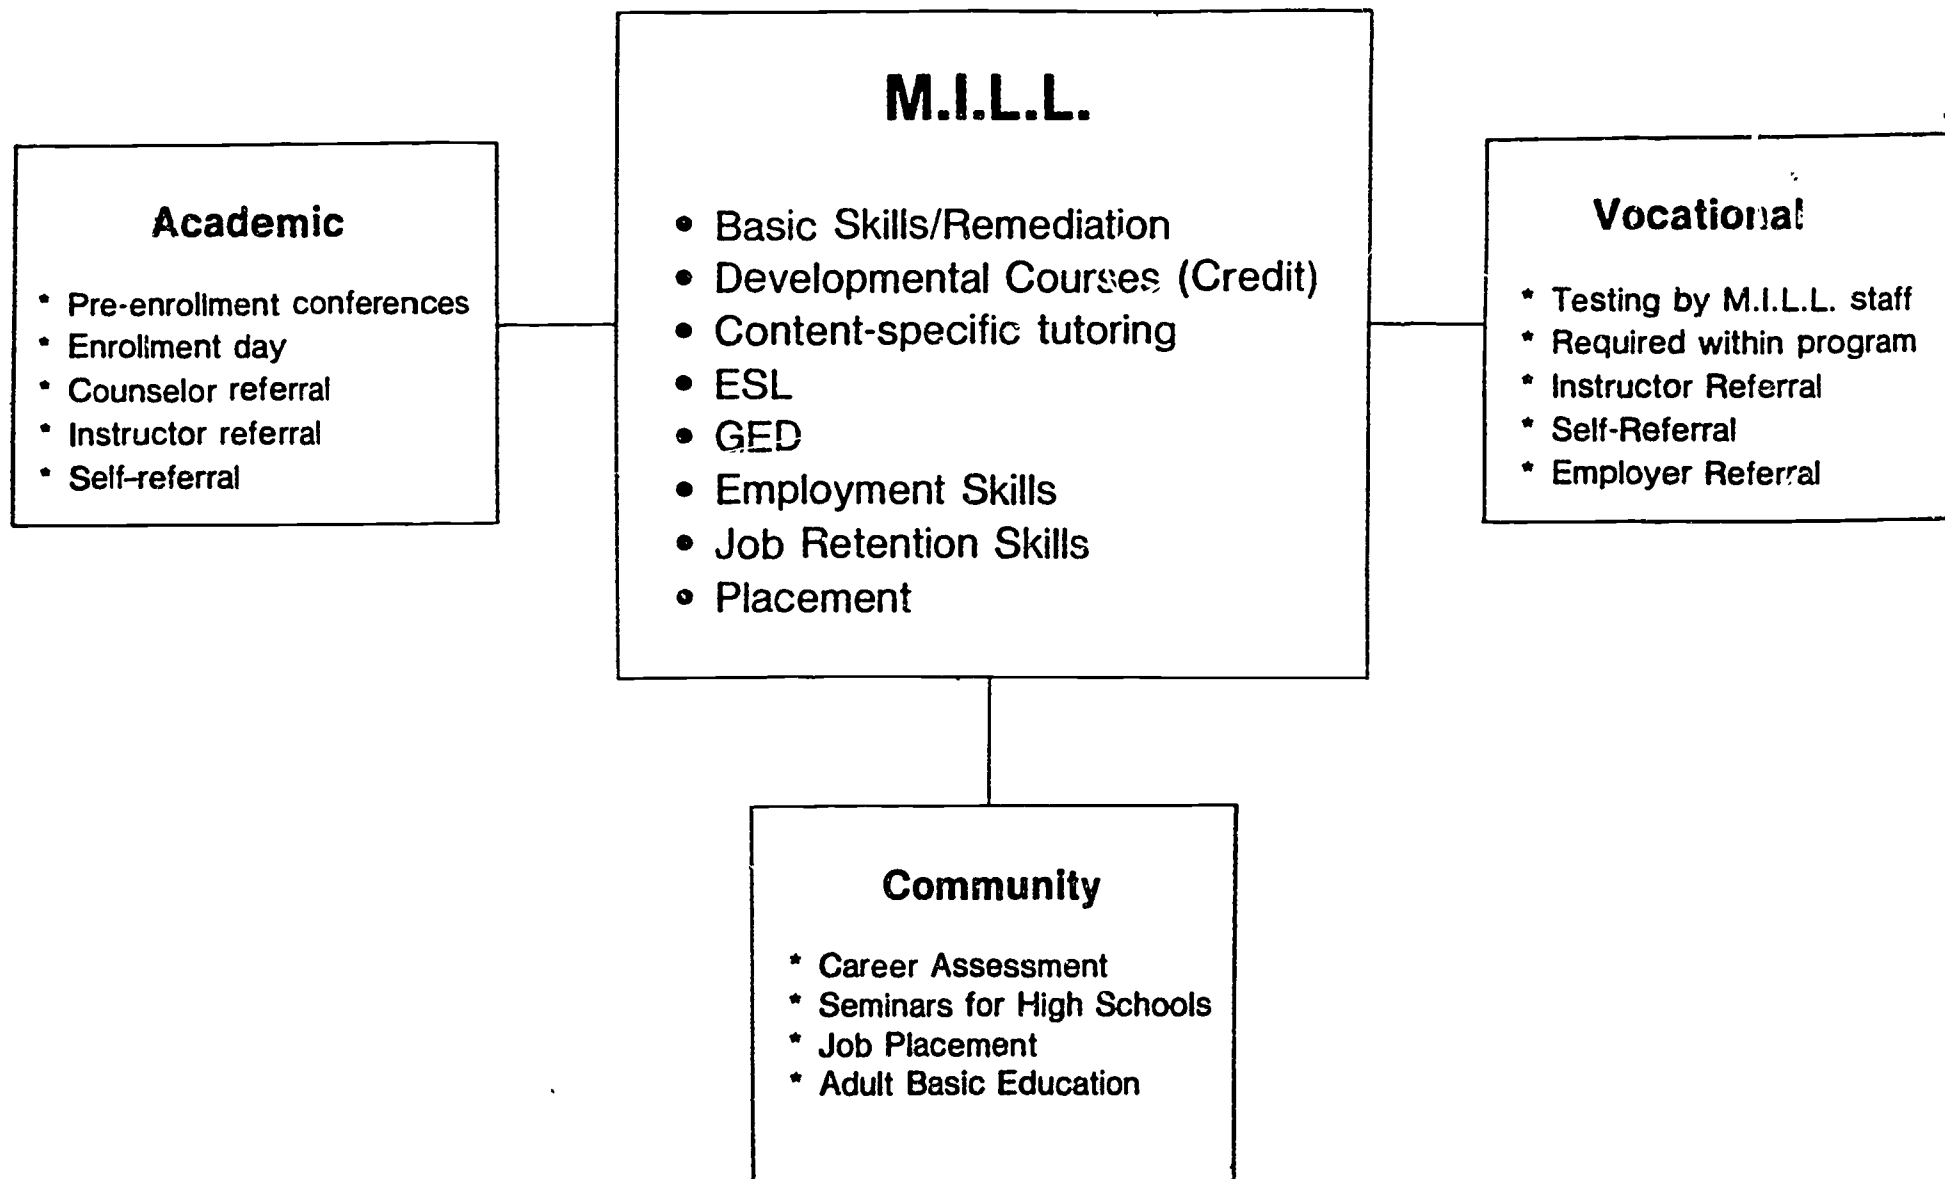 M.I.L.L.
• Basic Skills/Remediation
• Developmental Courses (Credit)
• Content-specific tutoring
• ESL
• GED
• Employment Skills
• Job Retention Skills
• Placement
Academic
* Pre-enrollment conferences
* Enrollment day
* Counselor referral
* Instructor referral
* Self-referral
Vocational
* Testing by M.I.L.L. staff
* Required within program
* Instructor Referral
* Self-Referral
* Employer Referral
Community
* Career Assessment
* Seminars for High Schools
* Job Placement
* Adult Basic Education